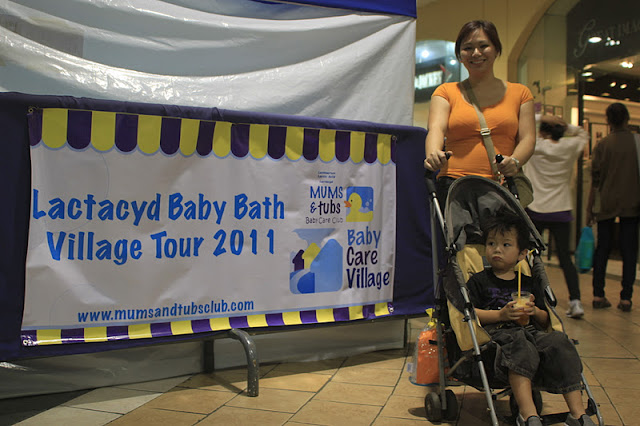 Lactacyd Baby Bath
Village Tour 2011
www.mumsandtubsclub.com
MUMS
& tubs
Baby Care Club
Baby
Care
Village